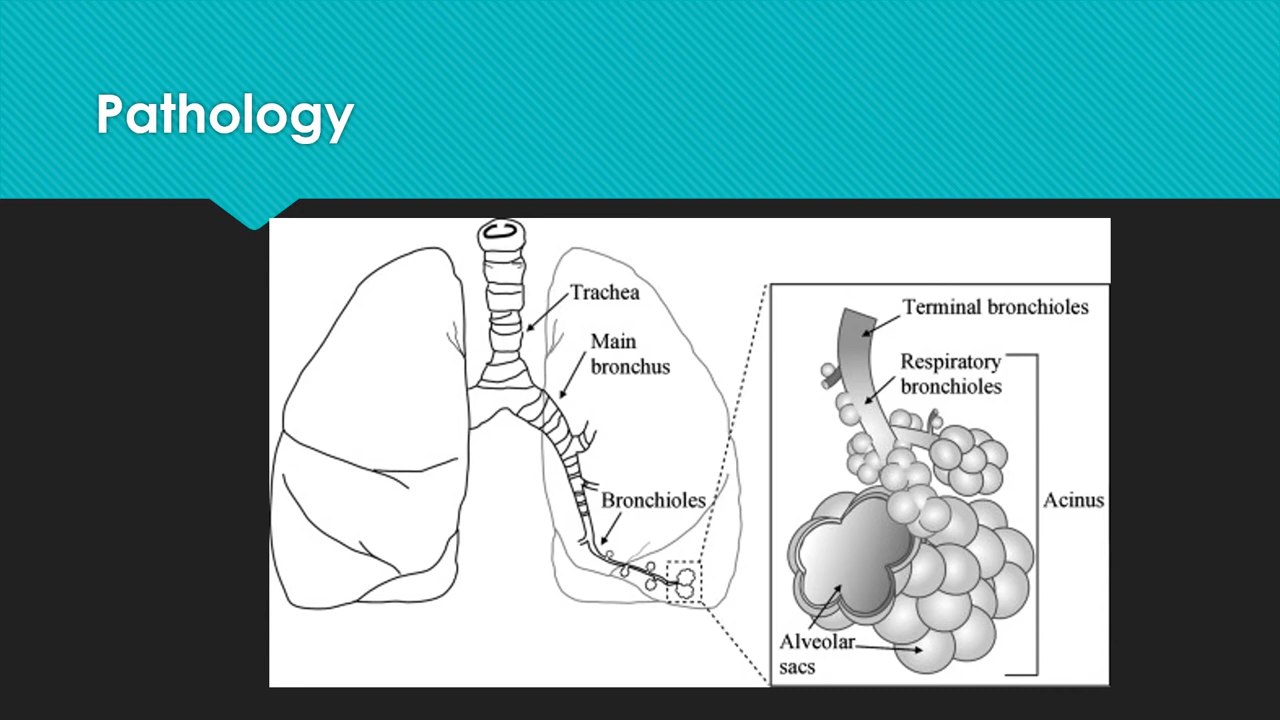 Pathology
Trachea
Main
bronchus
Bronchioles
Terminal bronchioles
Respiratory
bronchioles
Acinus
Alveolar
sacs